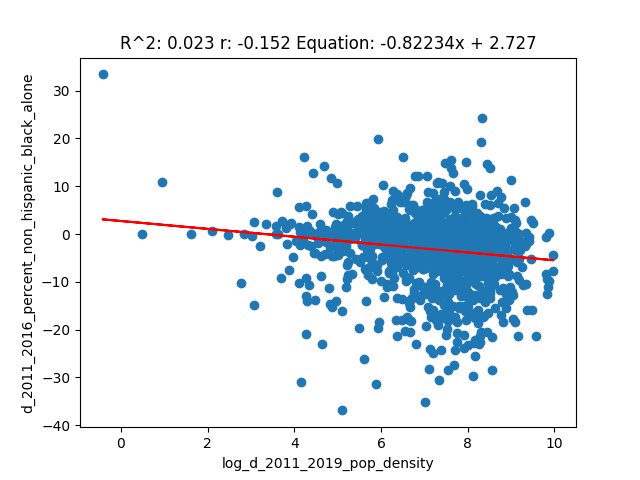 R^2: 0.023 r: -0.152 Equation: -0.82234x + 2.727
d_2011_2016_percent_non_hispanic_black_alone
30
20
10
0
−10
−20
−30
−40
0 2 4 6 8 10
log_d_2011_2019_pop_density